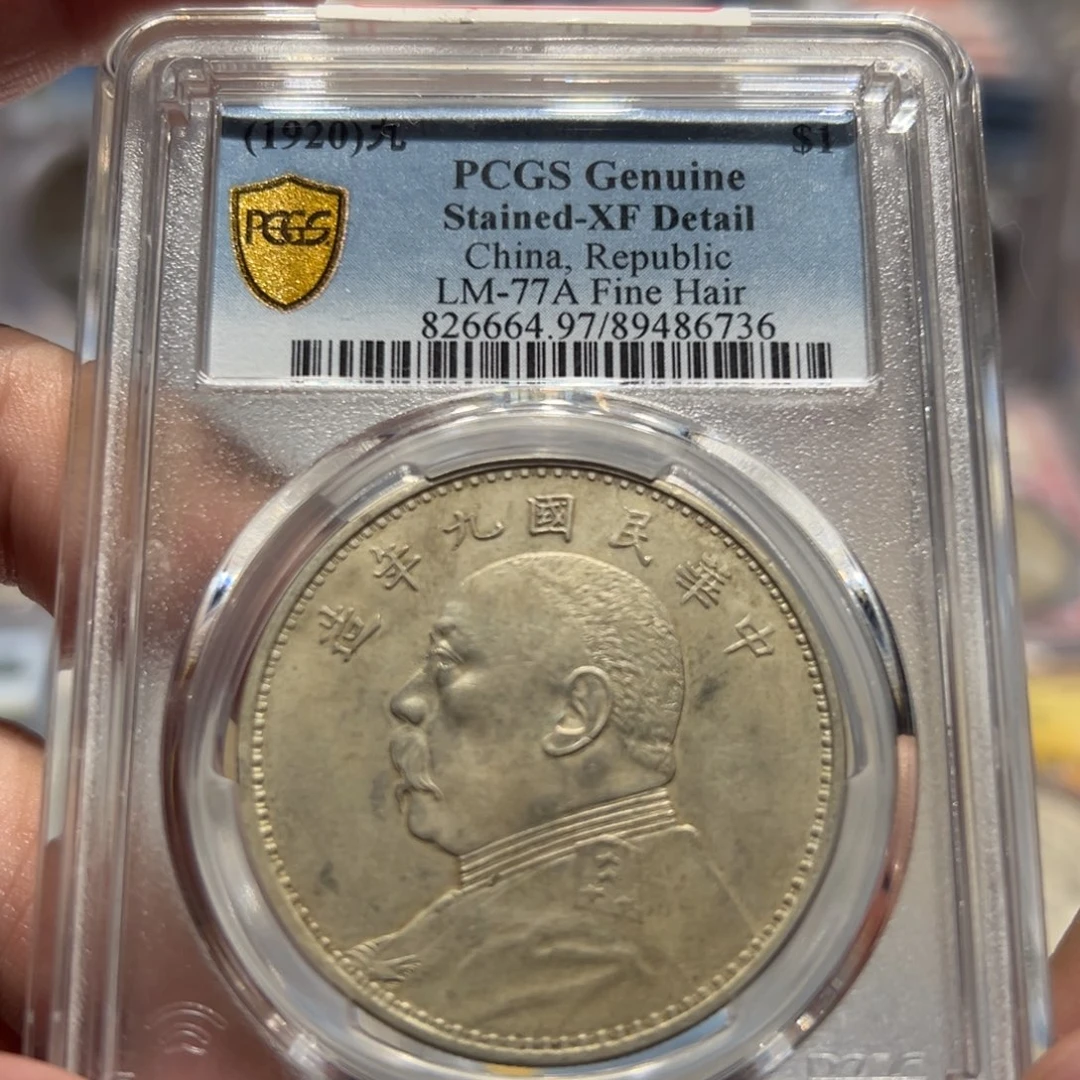 (1920)九 $1
PCGS Genuine
PCGS
Stained-XF Detail
China, Republic
LM-77A Fine Hair
826664.97/89486736
中華民國九年造